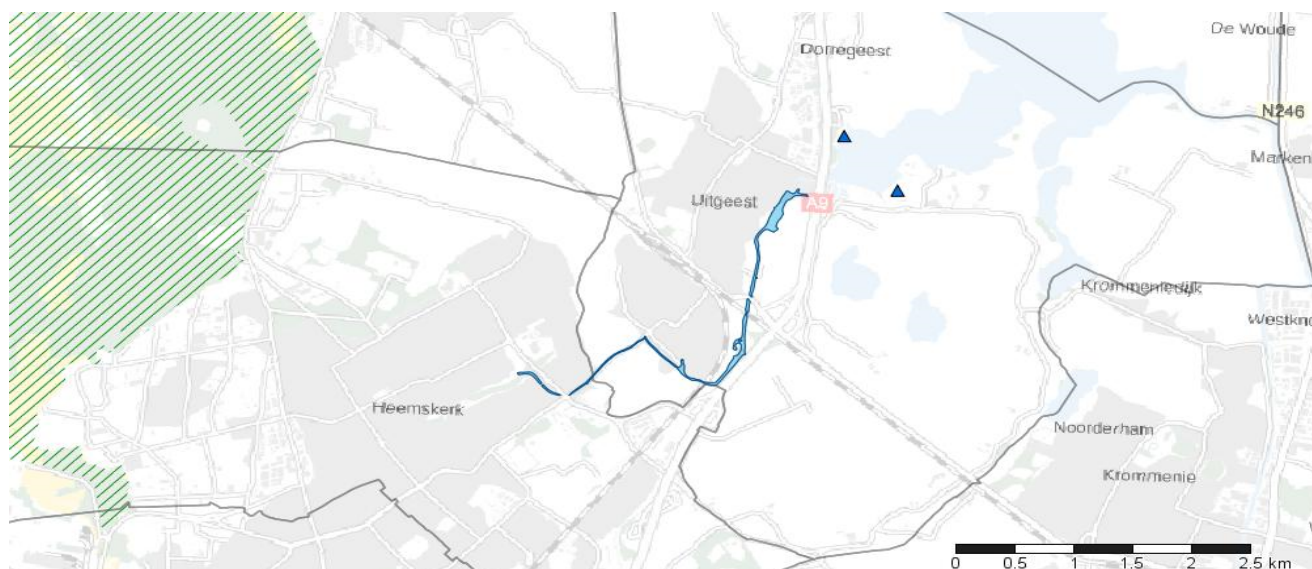 De Woude
Dorregeest
N246
Marken
Uitgeest
A9
Krommeniedijk
Westkno
Heemskerk
Noorderham
Krommenie
0 0.5 1 1.5 2 2.5 km